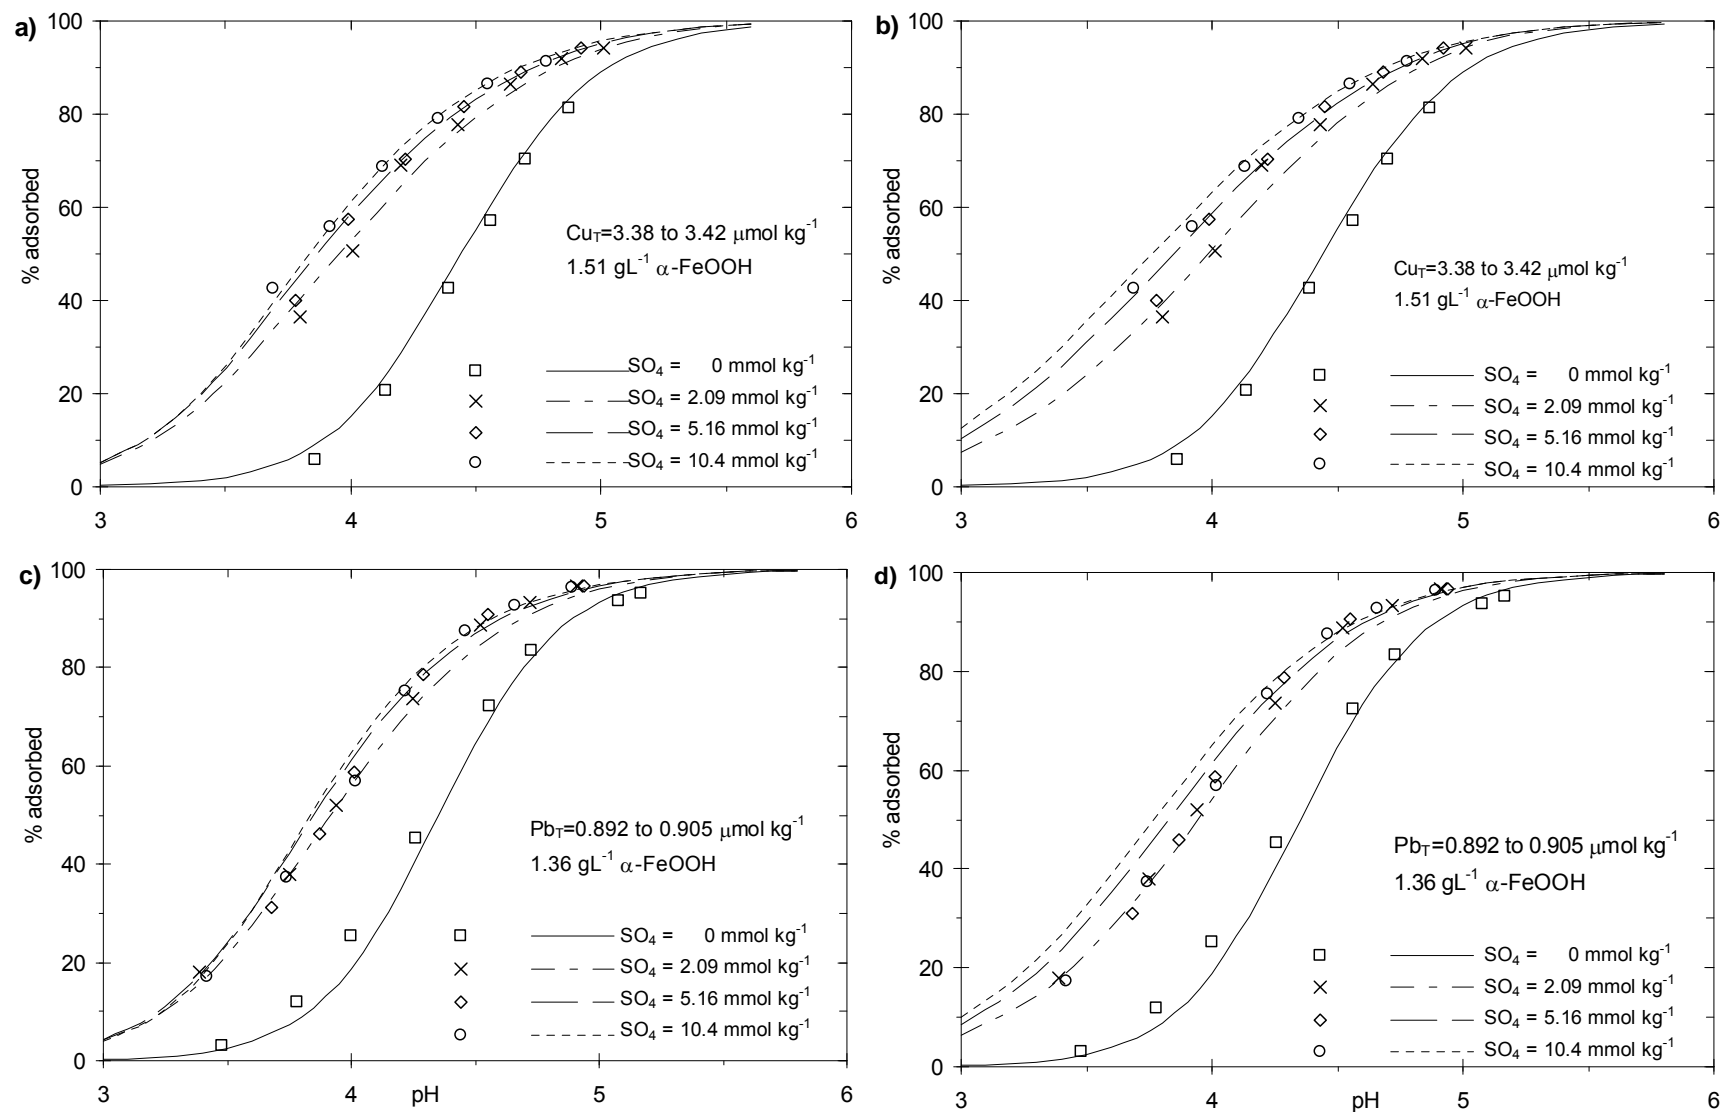 a)
100
80
60
40
20
0
% adsorbed
Cu_T=3.38 to 3.42 μmol kg⁻¹
1.51 gL⁻¹ α-FeOOH
SO₄ = 0 mmol kg⁻¹
SO₄ = 2.09 mmol kg⁻¹
SO₄ = 5.16 mmol kg⁻¹
SO₄ = 10.4 mmol kg⁻¹
3 4 5 6
b)
100
80
60
40
20
0
% adsorbed
Cu_T=3.38 to 3.42 μmol kg⁻¹
1.51 gL⁻¹ α-FeOOH
SO₄ = 0 mmol kg⁻¹
SO₄ = 2.09 mmol kg⁻¹
SO₄ = 5.16 mmol kg⁻¹
SO₄ = 10.4 mmol kg⁻¹
3 4 5 6
c)
100
80
60
40
20
0
% adsorbed
Pb_T=0.892 to 0.905 μmol kg⁻¹
1.36 gL⁻¹ α-FeOOH
SO₄ = 0 mmol kg⁻¹
SO₄ = 2.09 mmol kg⁻¹
SO₄ = 5.16 mmol kg⁻¹
SO₄ = 10.4 mmol kg⁻¹
3 4 5 6
pH
d)
100
80
60
40
20
0
% adsorbed
Pb_T=0.892 to 0.905 μmol kg⁻¹
1.36 gL⁻¹ α-FeOOH
SO₄ = 0 mmol kg⁻¹
SO₄ = 2.09 mmol kg⁻¹
SO₄ = 5.16 mmol kg⁻¹
SO₄ = 10.4 mmol kg⁻¹
3 4 5 6
pH